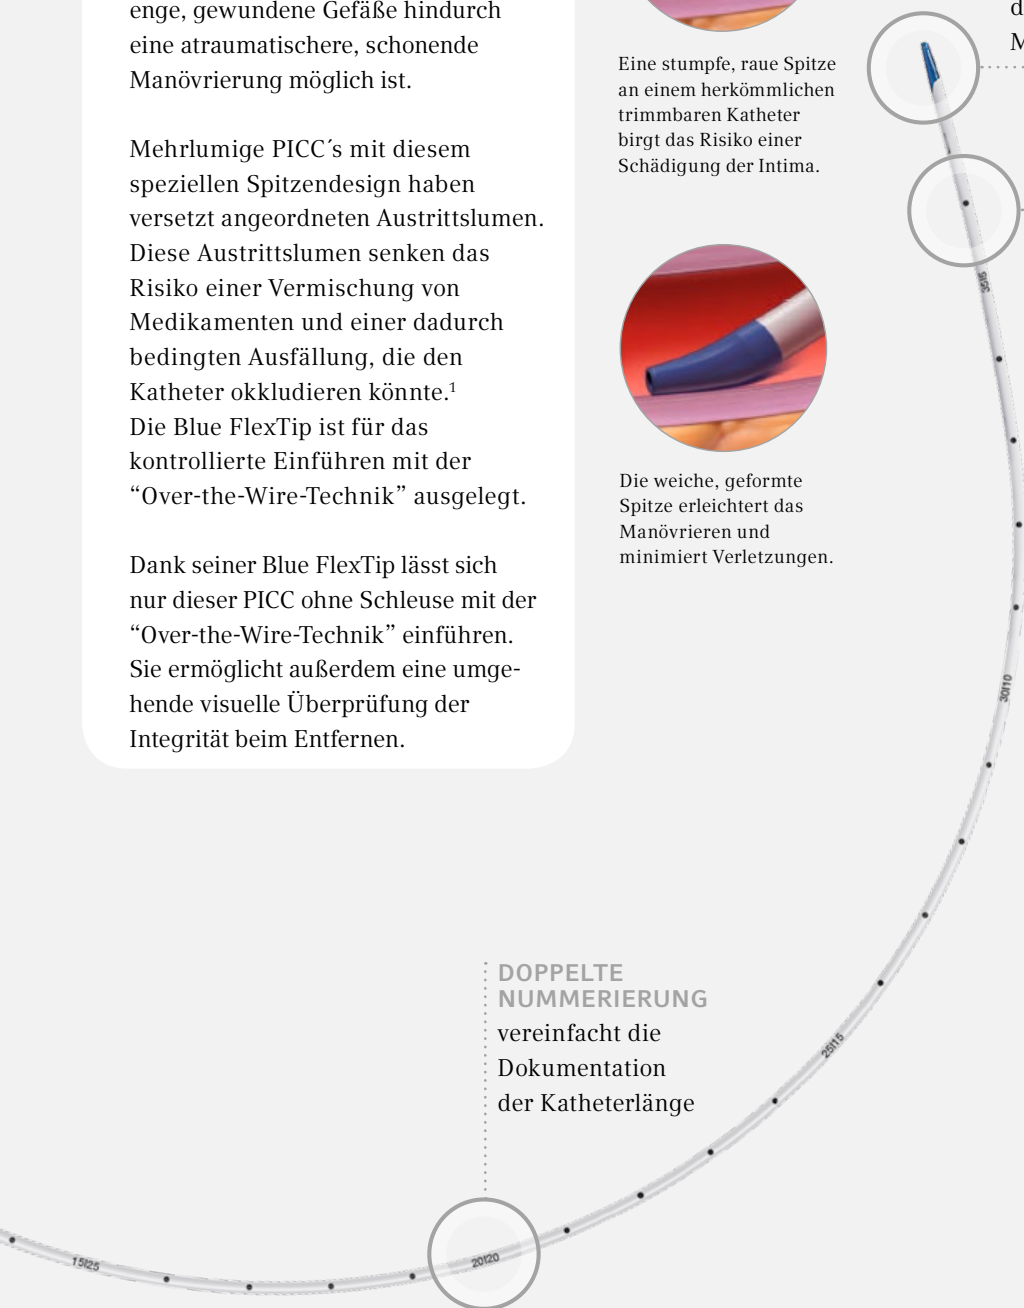 enge, gewundene Gefäße hindurch
eine atraumatischere, schonende
Manövrierung möglich ist.
Mehrlumige PICC´s mit diesem
speziellen Spitzendesign haben
versetzt angeordneten Austrittslumen.
Diese Austrittslumen senken das
Risiko einer Vermischung von
Medikamenten und einer dadurch
bedingten Ausfällung, die den
Katheter okkludieren könnte.¹
Die Blue FlexTip ist für das
kontrollierte Einführen mit der
“Over-the-Wire-Technik” ausgelegt.
Dank seiner Blue FlexTip lässt sich
nur dieser PICC ohne Schleuse mit der
“Over-the-Wire-Technik” einführen.
Sie ermöglicht außerdem eine umge-
hende visuelle Überprüfung der
Integrität beim Entfernen.
Eine stumpfe, raue Spitze
an einem herkömmlichen
trimmbaren Katheter
birgt das Risiko einer
Schädigung der Intima.
Die weiche, geformte
Spitze erleichtert das
Manövrieren und
minimiert Verletzungen.
35|5
30|10
25|15
DOPPELTE
NUMMERIERUNG
vereinfacht die
Dokumentation
der Katheterlänge
20|20
15|25